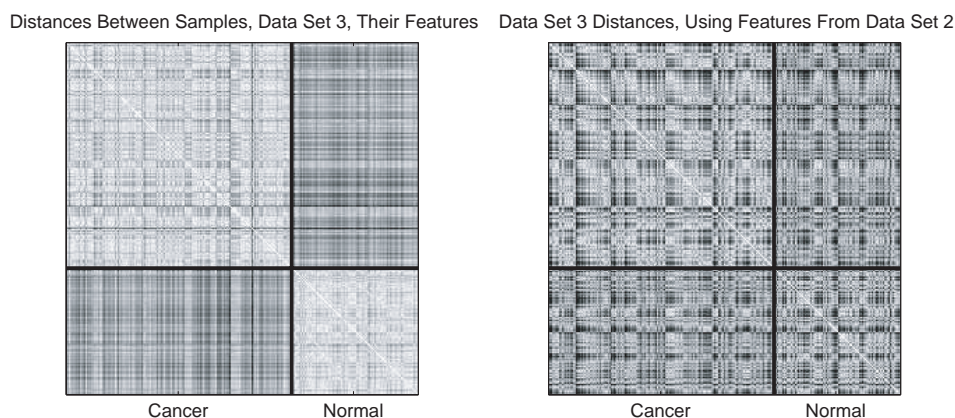 Distances Between Samples, Data Set 3, Their Features
Data Set 3 Distances, Using Features From Data Set 2
Cancer
Normal
Cancer
Normal